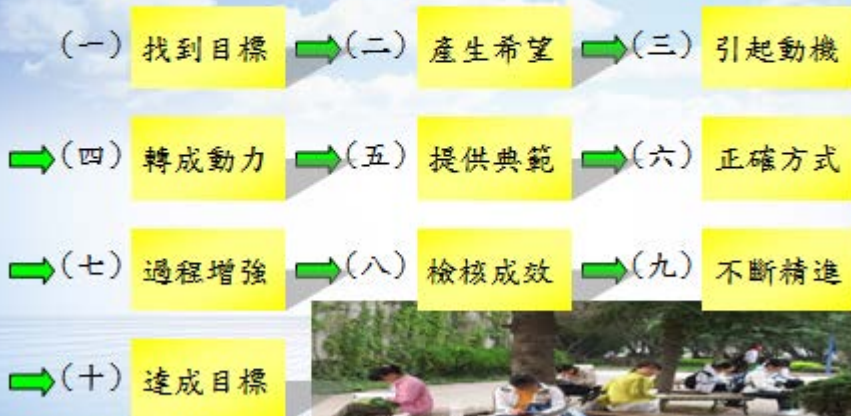 (一) 找到目標 (二) 產生希望 (三) 引起動機
(四) 轉成動力 (五) 提供典範 (六) 正確方式
(七) 過程增強 (八) 檢核成效 (九) 不斷精進
(十) 達成目標